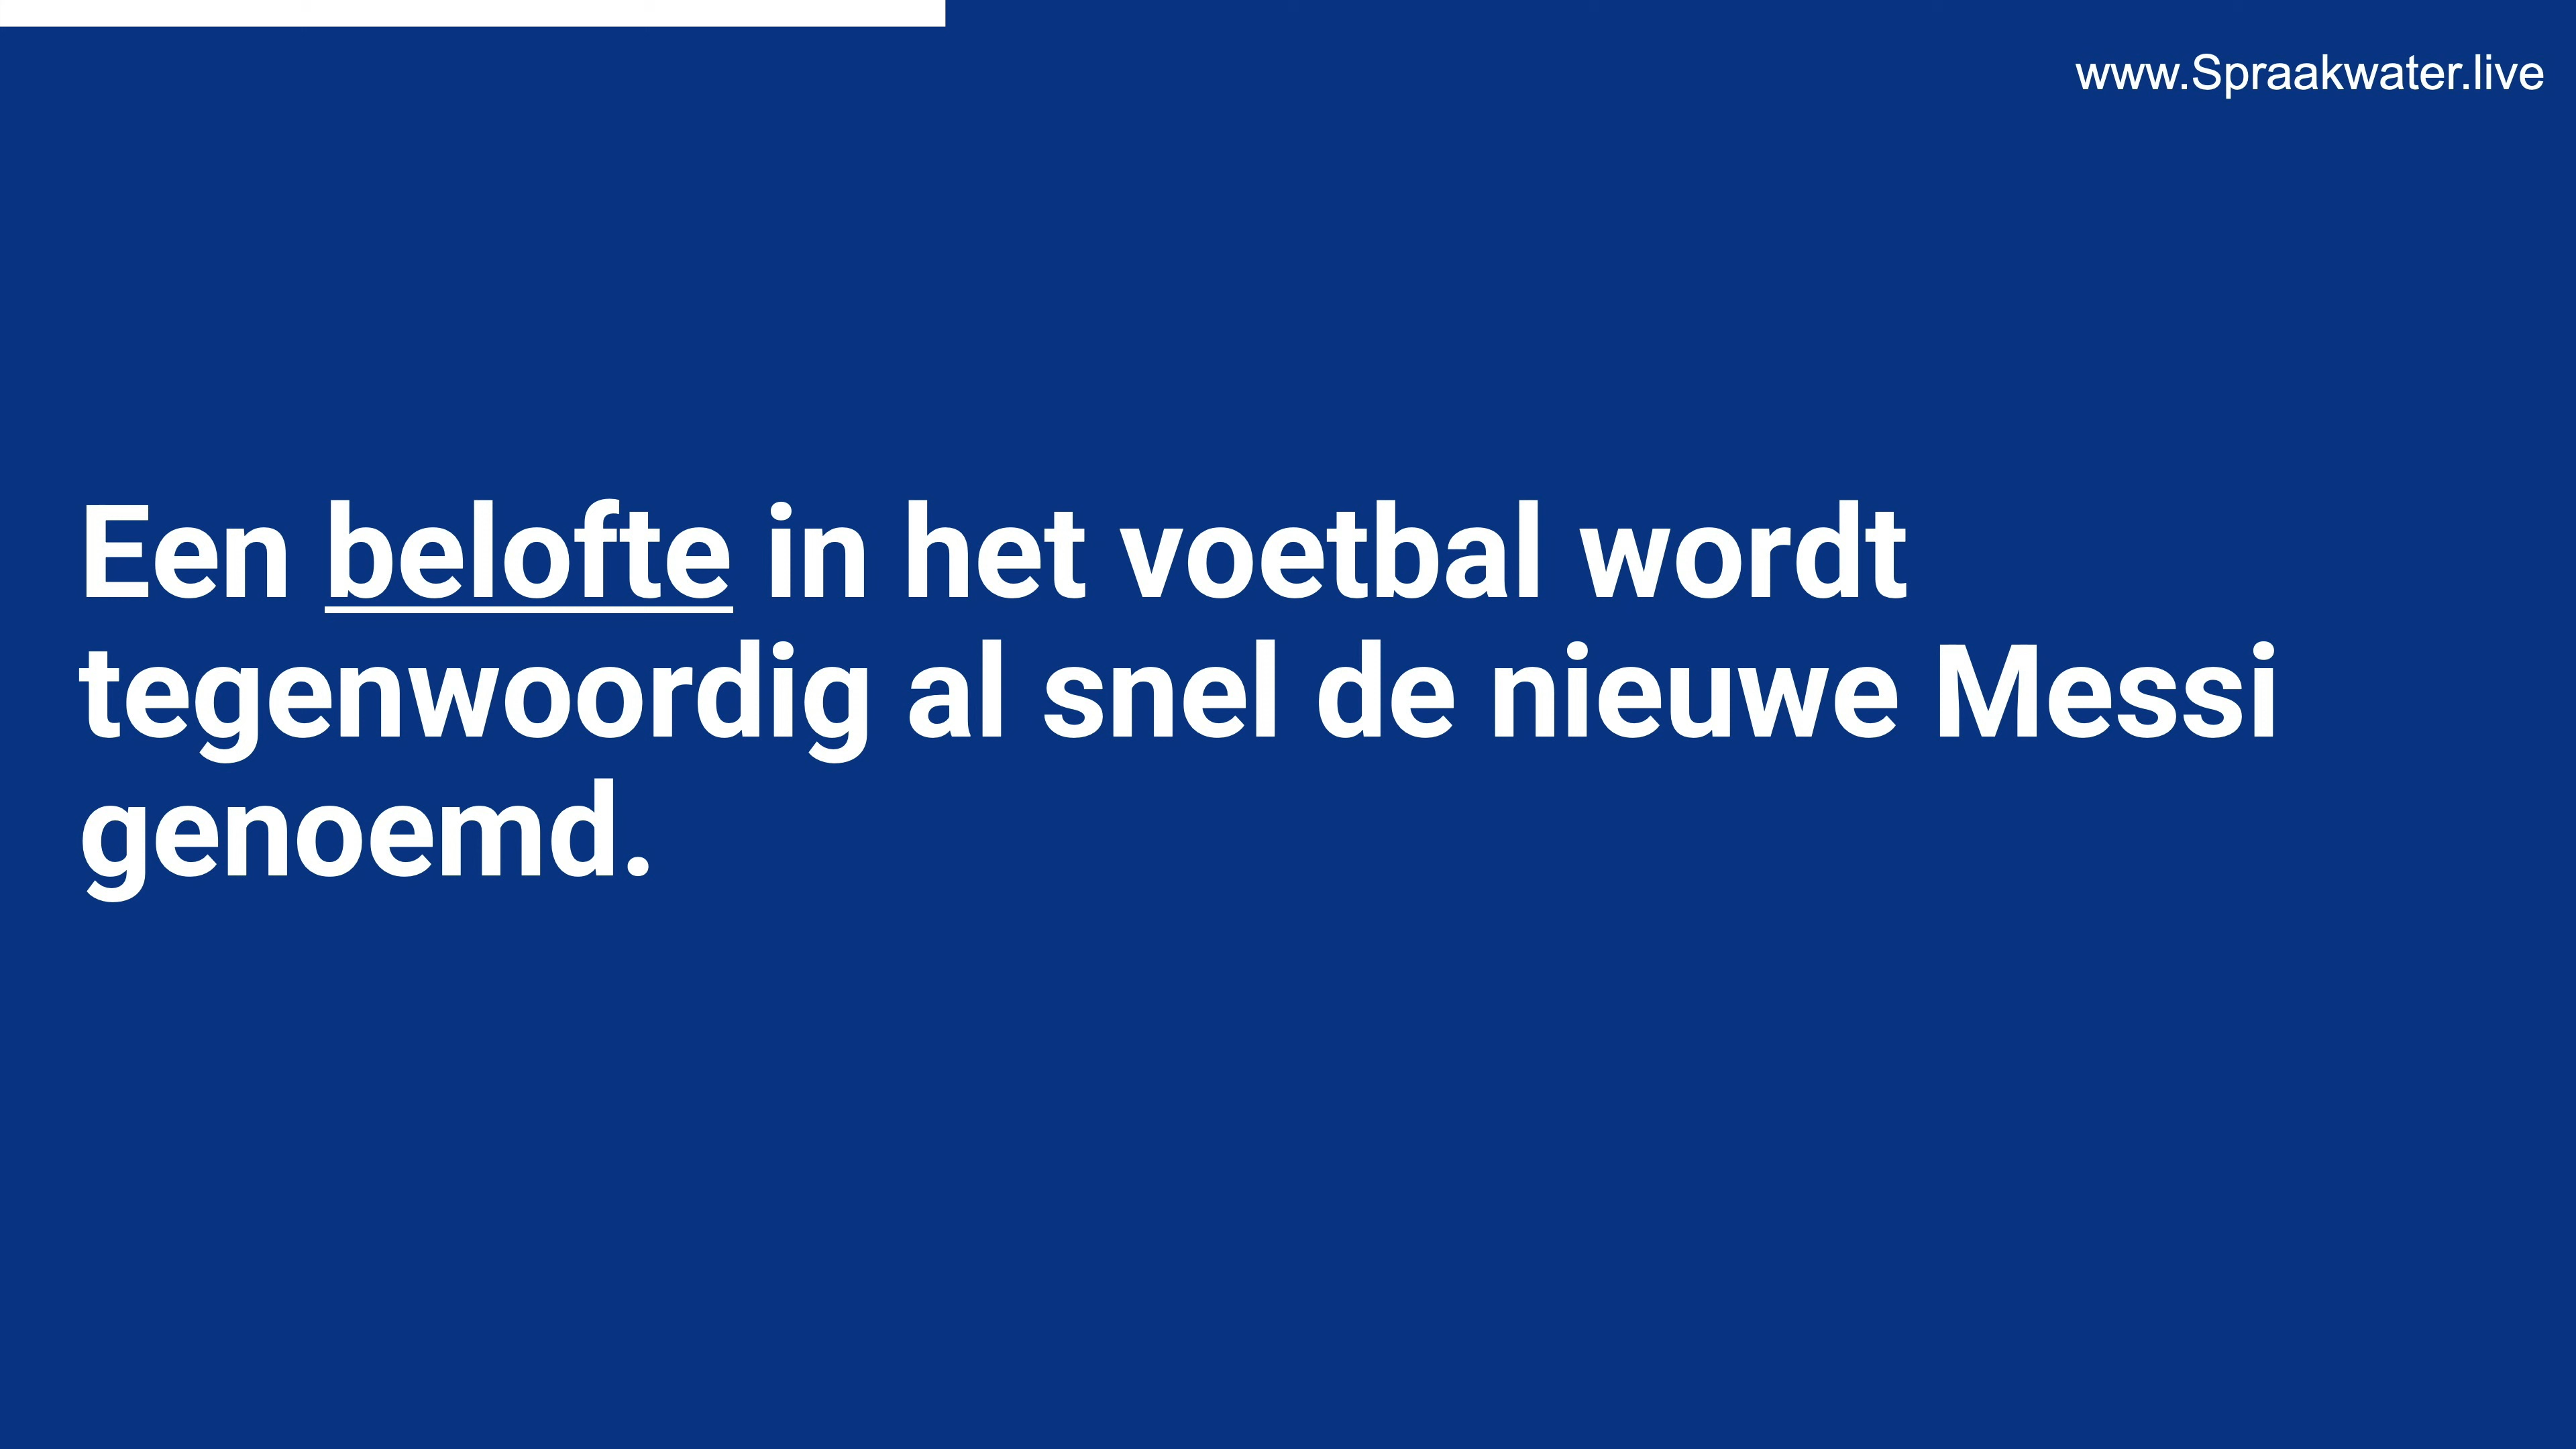 www.Spraakwater.live
Een belofte in het voetbal wordt
tegenwoordig al snel de nieuwe Messi
genoemd.